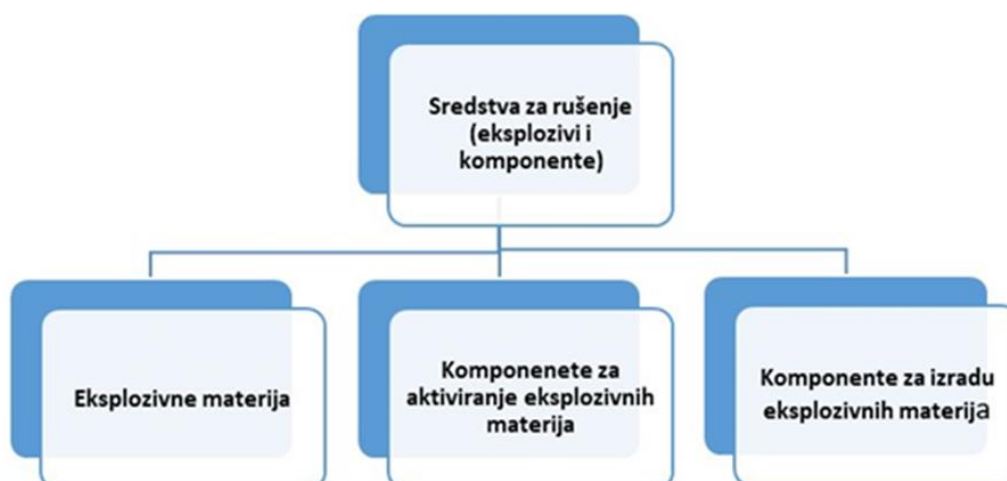 Sredstva za rušenje
(eksplozivi i
komponente)
Eksplozivne materija
Komponenete za
aktiviranje eksplozivnih
materija
Komponente za izradu
eksplozivnih materija